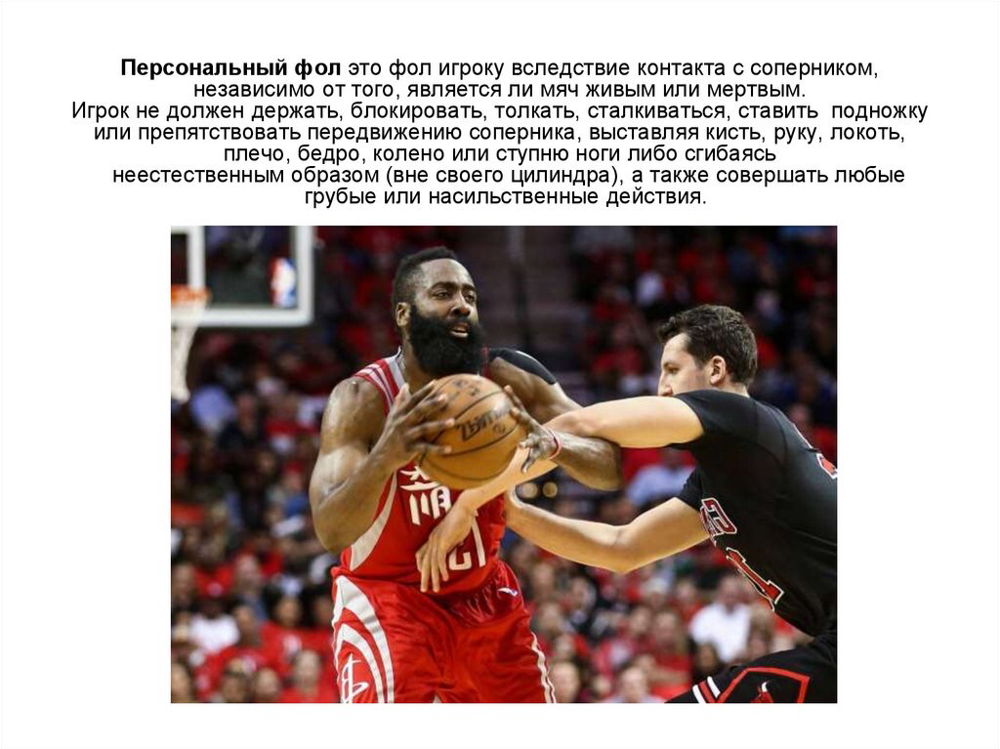 Персональный фол это фол игроку вследствие контакта с соперником,
независимо от того, является ли мяч живым или мертвым.
Игрок не должен держать, блокировать, толкать, сталкиваться, ставить  подножку
или препятствовать передвижению соперника, выставляя кисть, руку, локоть,
плечо, бедро, колено или ступню ноги либо сгибаясь
неестественным образом (вне своего цилиндра), а также совершать любые
грубые или насильственные действия.